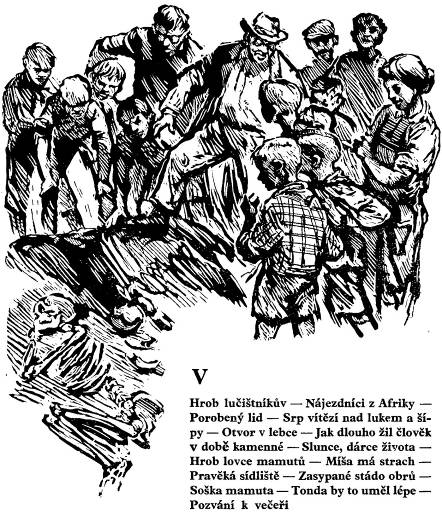 V
Hrob lučištníkův — Nájezdníci z Afriky —
Porobený lid — Srp vítězí nad lukem a ší-
py — Otvor v lebce — Jak dlouho žil člověk
v době kamenné — Slunce, dárce života —
Hrob lovce mamutů — Míša má strach —
Pravěká sídliště — Zasypané stádo obrů —
Soška mamuta — Tonda by to uměl lépe —
Pozvání k večeři